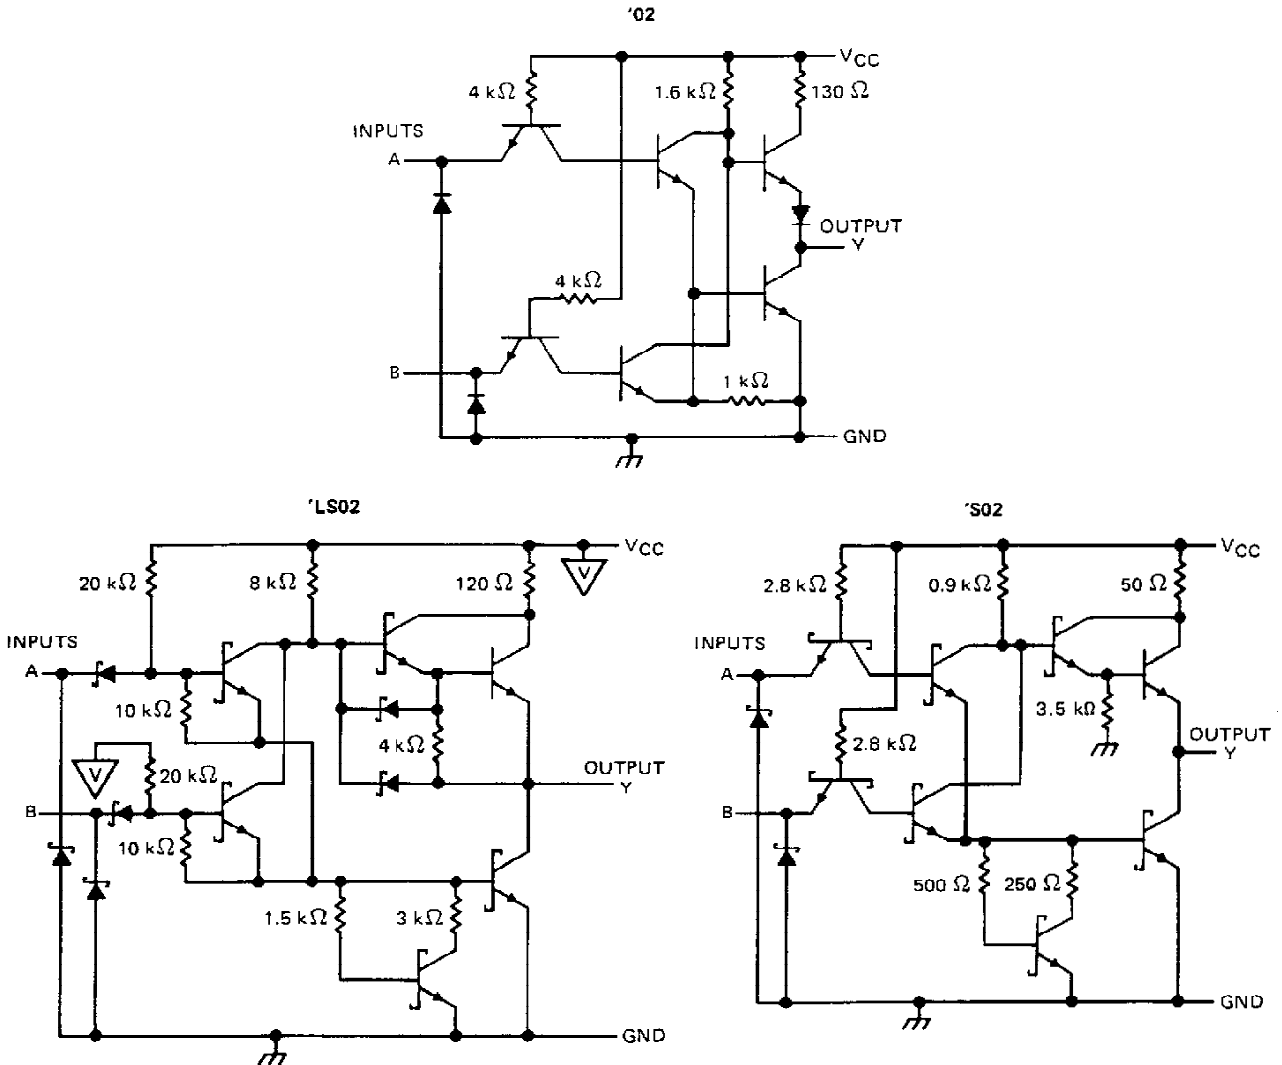 '02
VCC
4 kΩ
1.6 kΩ
130 Ω
INPUTS
A
OUTPUT
Y
4 kΩ
B
1 kΩ
GND
'LS02
VCC
20 kΩ
8 kΩ
120 Ω
V
INPUTS
A
10 kΩ
4 kΩ
V
20 kΩ
OUTPUT
Y
B
10 kΩ
1.5 kΩ
3 kΩ
GND
'S02
VCC
2.8 kΩ
0.9 kΩ
50 Ω
INPUTS
A
3.5 kΩ
2.8 kΩ
OUTPUT
Y
B
500 Ω
250 Ω
GND